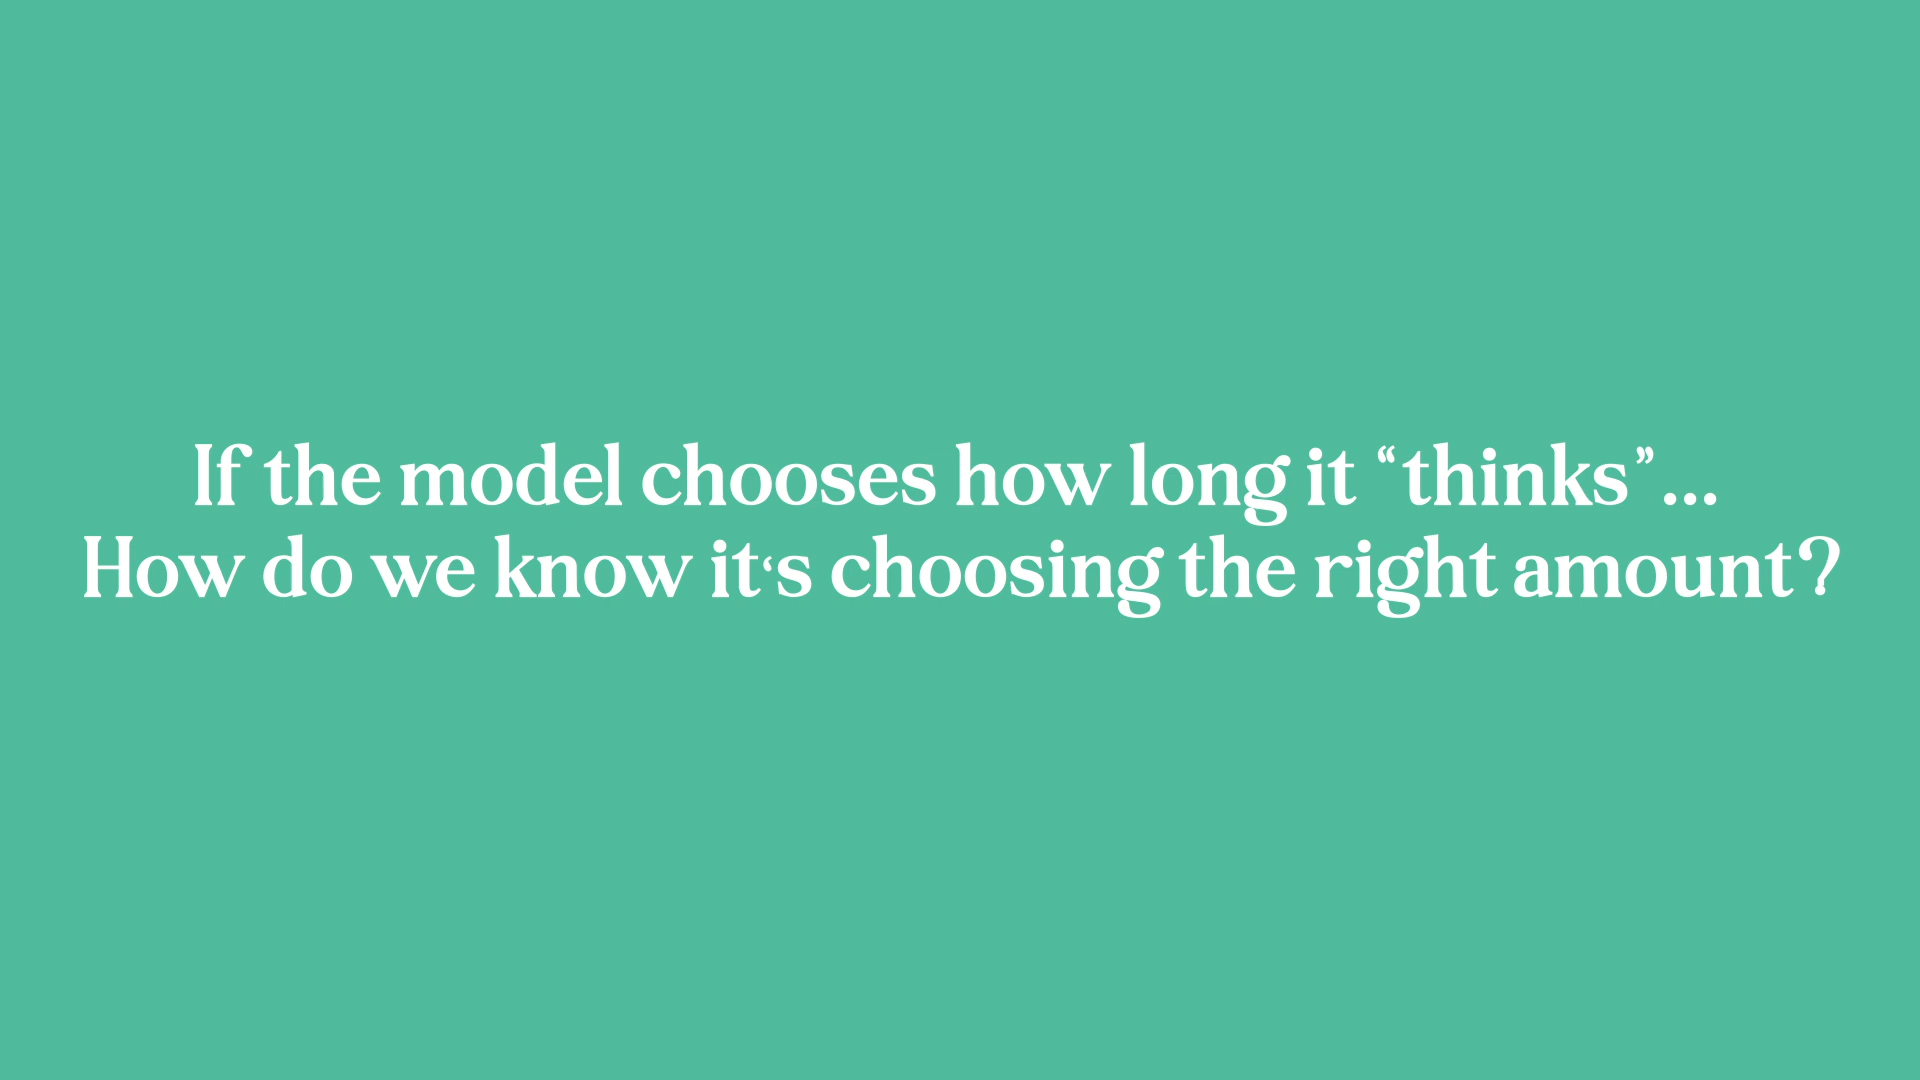 If the model chooses how long it “thinks”...
How do we know it‘s choosing the right amount?